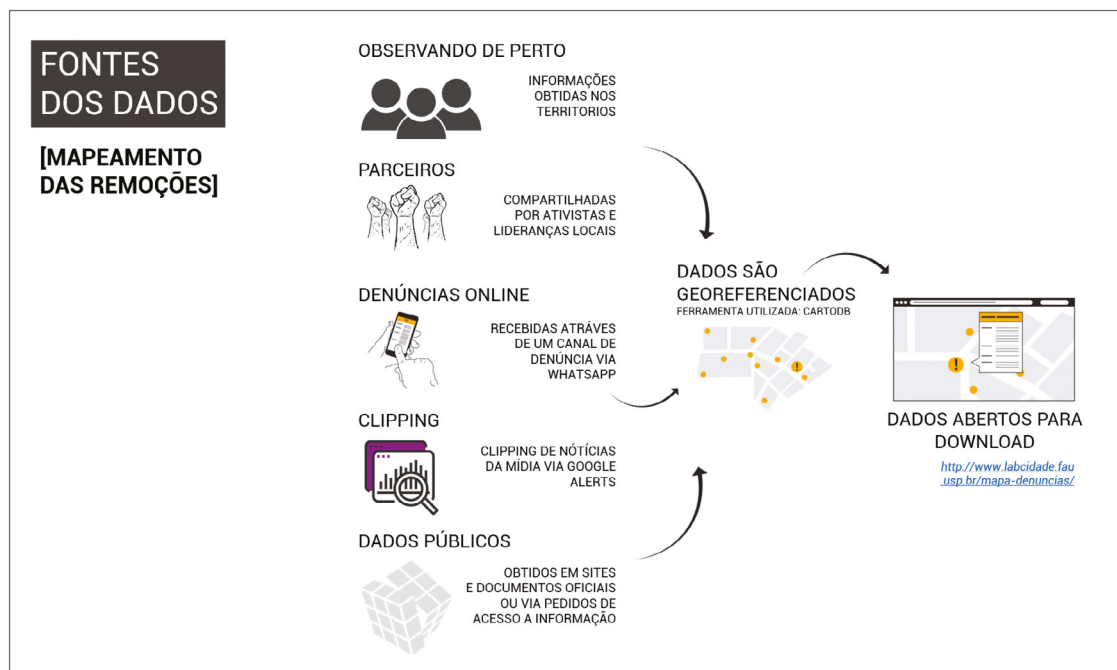 FONTES
DOS DADOS
[MAPEAMENTO
DAS REMOÇÕES]
OBSERVANDO DE PERTO
INFORMAÇÕES
OBTIDAS NOS
TERRITORIOS
PARCEIROS
COMPARTILHADAS
POR ATIVISTAS E
LIDERANÇAS LOCAIS
DENÚNCIAS ONLINE
RECEBIDAS ATRÁVES
DE UM CANAL DE
DENÚNCIA VIA
WHATSAPP
CLIPPING
CLIPPING DE NÓTÍCIAS
DA MÍDIA VIA GOOGLE
ALERTS
DADOS PÚBLICOS
OBTIDOS EM SITES
E DOCUMENTOS OFICIAIS
OU VIA PEDIDOS DE
ACESSO A INFORMAÇÃO
DADOS SÃO
GEOREFERENCIADOS
FERRAMENTA UTILIZADA: CARTODB
!
!
DADOS ABERTOS PARA
DOWNLOAD
http://www.labcidade.fau
.usp.br/mapa-denuncias/